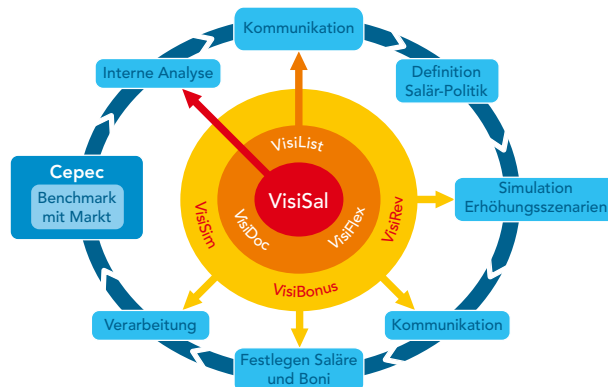 Kommunikation
Interne Analyse
Definition
Salär-Politik
VisiList
Cepec
Benchmark
mit Markt
VisiSal
Simulation
Erhöhungsszenarien
VisiSim
VisiDoc
VisiFlex
VisiRev
VisiBonus
Verarbeitung
Kommunikation
Festlegen Saläre
und Boni